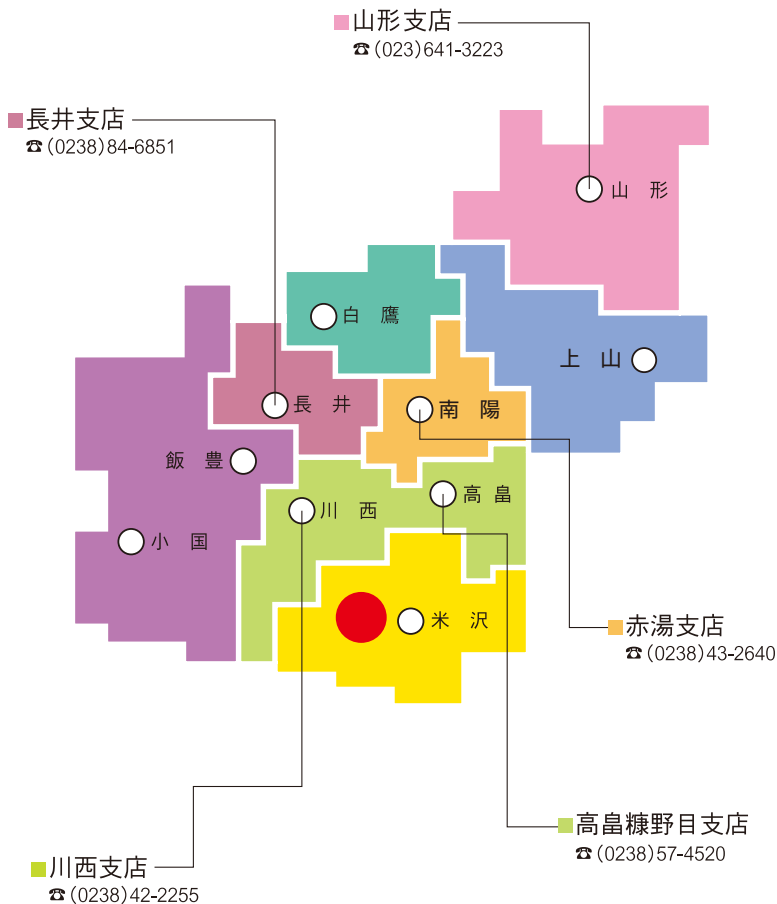 山形支店
☎(023)641-3223
長井支店
☎(0238)84-6851
山 形
白 鷹
上 山
長 井
南 陽
飯 豊
川 西
高 畠
小 国
米 沢
赤湯支店
☎(0238)43-2640
高畠糠野目支店
☎(0238)57-4520
川西支店
☎(0238)42-2255